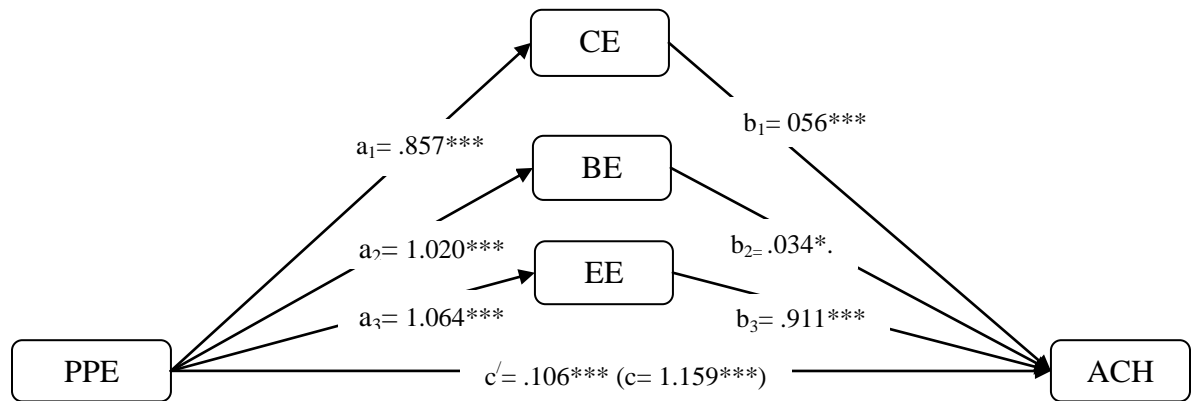 CE
b₁= 056***
a₁= .857***
BE
a₂= 1.020***
b₂₌ .034*.
EE
a₃= 1.064***
b₃= .911***
PPE
c′= .106*** (c= 1.159***)
ACH